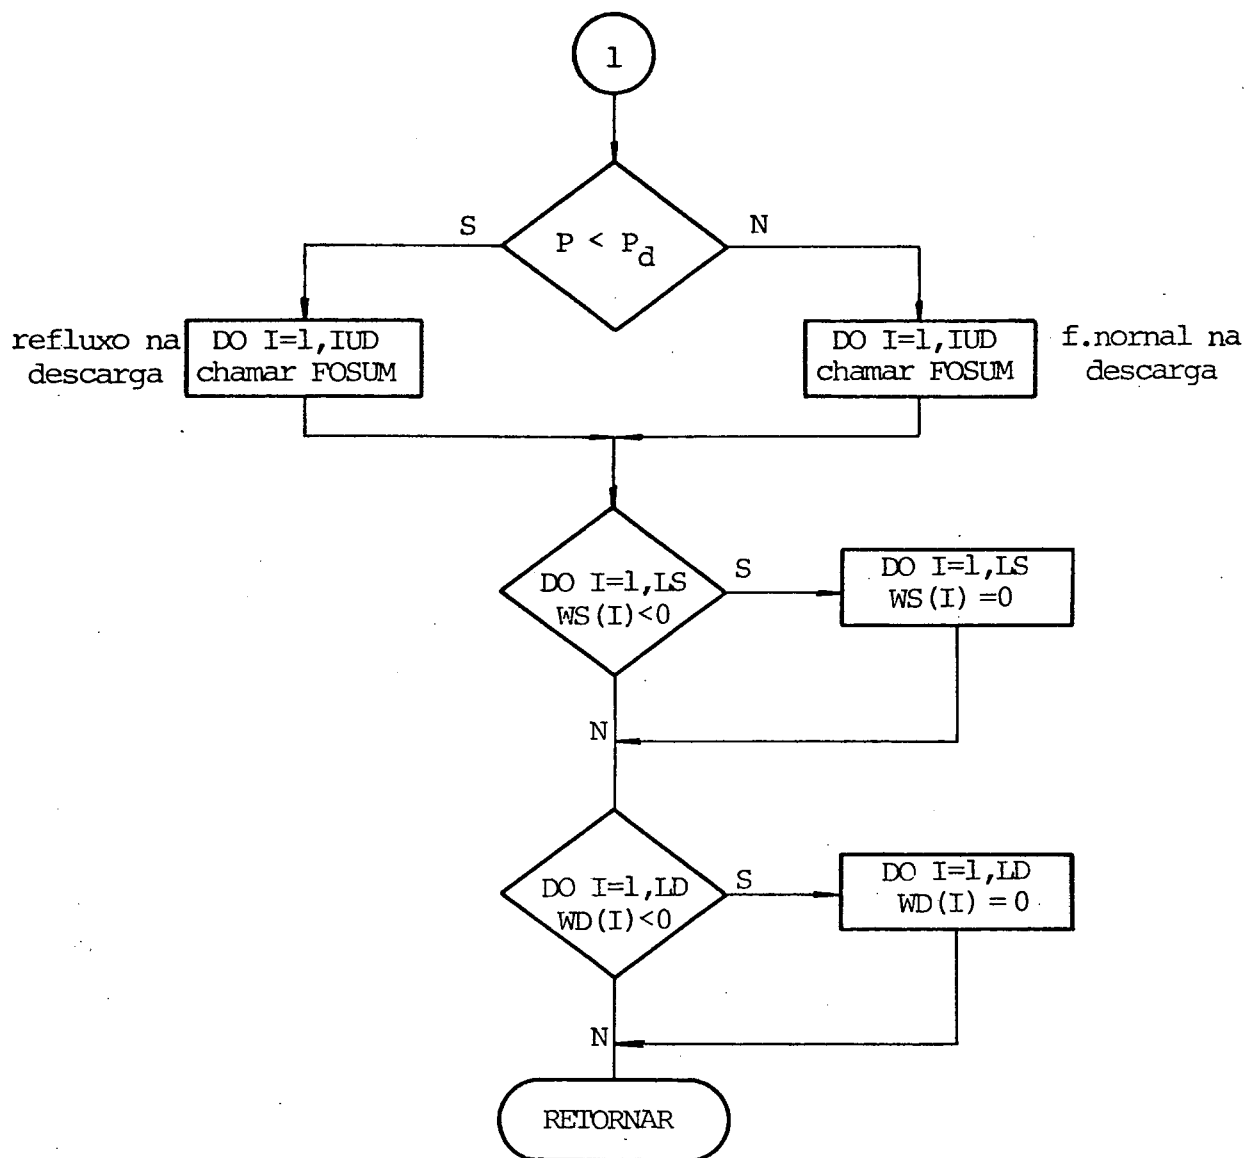 1
P < Pd
S
N
refluxo na
descarga
DO I=1,IUD
chamar FOSUM
DO I=1,IUD
chamar FOSUM
f.nornal na
descarga
DO I=1,LS
WS(I)<0
S
DO I=1,LS
WS(I)=0
N
DO I=1,LD
WD(I)<0
S
DO I=1,LD
WD(I)=0
N
RETORNAR